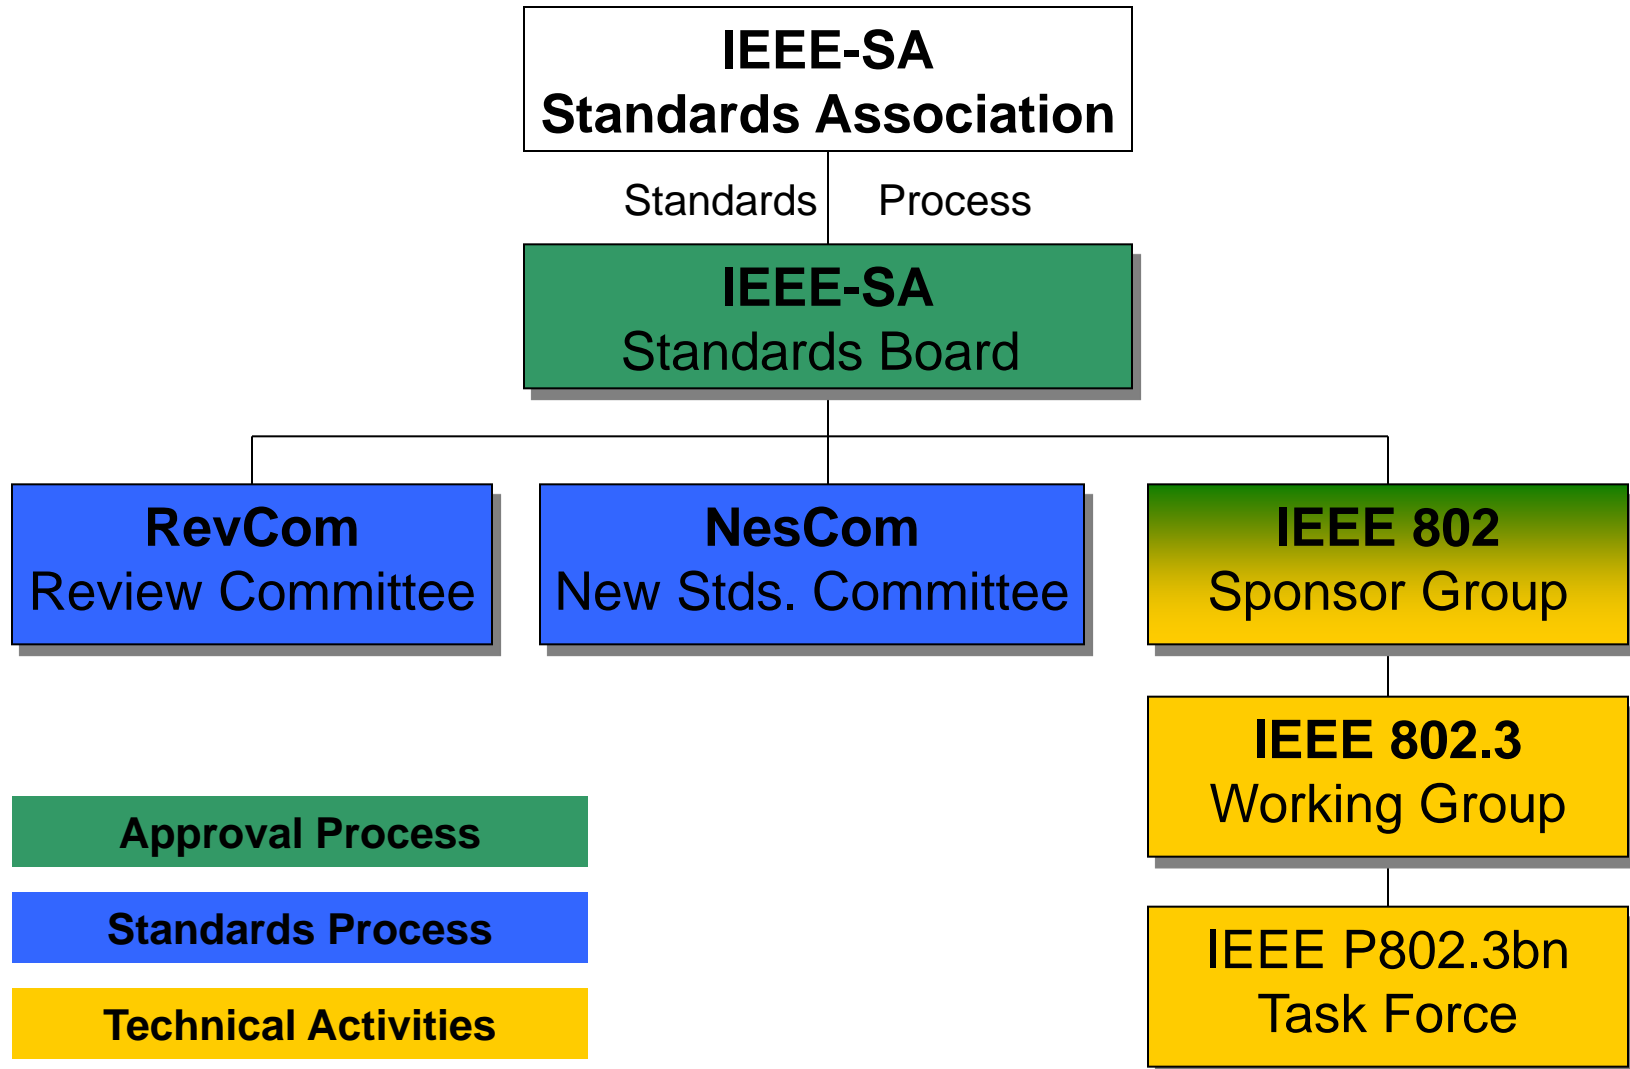 IEEE-SA
Standards Association
Standards Process
IEEE-SA
Standards Board
RevCom
Review Committee
NesCom
New Stds. Committee
IEEE 802
Sponsor Group
IEEE 802.3
Working Group
IEEE P802.3bn
Task Force
Approval Process
Standards Process
Technical Activities